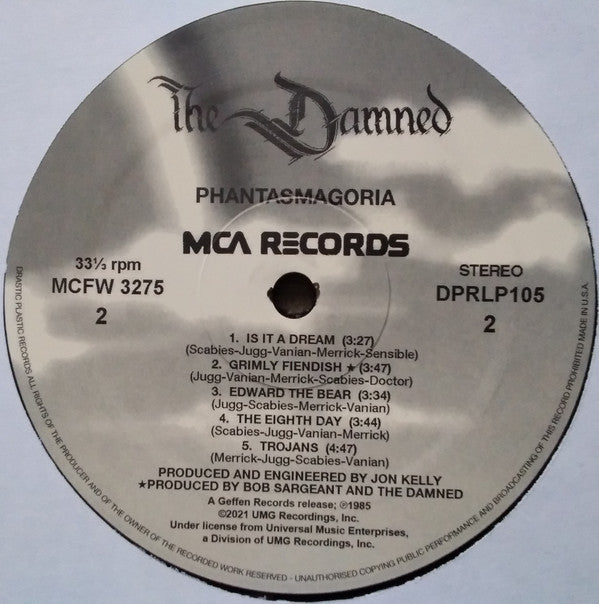 The Damned
PHANTASMAGORIA
MCA RECORDS
33⅓ rpm
MCFW 3275
2
STEREO
DPRLP105
2
1. IS IT A DREAM (3:27)
(Scabies-Jugg-Vanian-Merrick-Sensible)
2. GRIMLY FIENDISH ★ (3:47)
(Jugg-Vanian-Merrick-Scabies-Doctor)
3. EDWARD THE BEAR (3:34)
(Jugg-Scabies-Merrick-Vanian)
4. THE EIGHTH DAY (3:44)
(Scabies-Jugg-Vanian-Merrick)
5. TROJANS (4:47)
(Merrick-Jugg-Scabies-Vanian)
PRODUCED AND ENGINEERED BY JON KELLY
★PRODUCED BY BOB SARGEANT AND THE DAMNED
A Geffen Records release; ℗1985
©2021 UMG Recordings, Inc.
Under license from Universal Music Enterprises,
a Division of UMG Recordings, Inc.
DRASTIC PLASTIC RECORDS ALL RIGHTS OF THE PRODUCER AND OF THE OWNER OF THE RECORDED WORK RESERVED - UNAUTHORISED COPYING PUBLIC PERFORMANCE AND BROADCASTING OF THIS RECORD PROHIBITED MADE IN U.S.A.